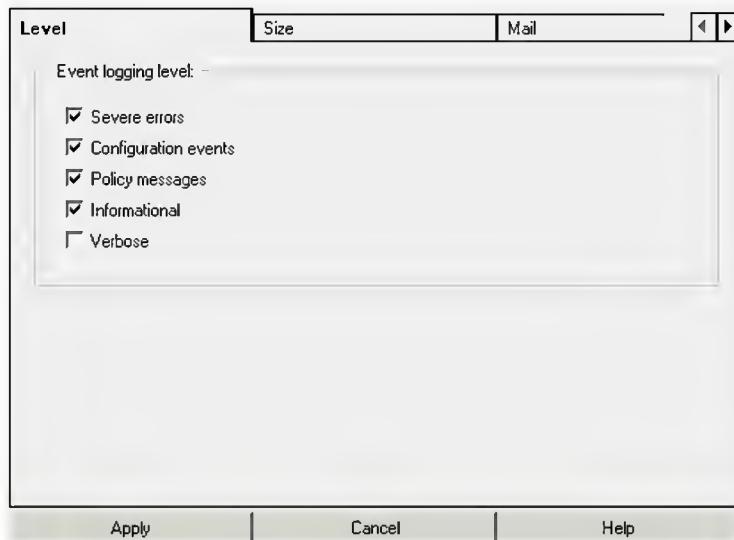 Level Size Mail
Event logging level:
Severe errors
Configuration events
Policy messages
Informational
Verbose
Apply Cancel Help